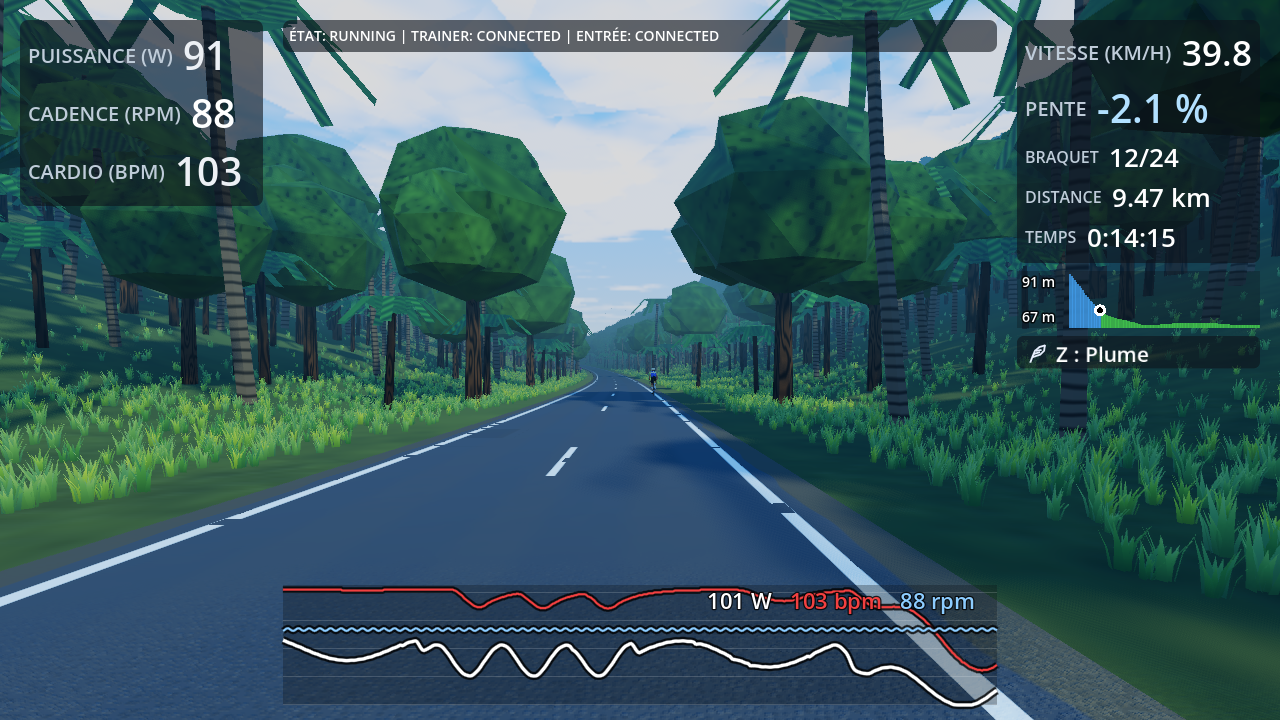 PUISSANCE (W) 91
CADENCE (RPM) 88
CARDIO (BPM) 103
ÉTAT: RUNNING | TRAINER: CONNECTED | ENTRÉE: CONNECTED
VITESSE (KM/H) 39.8
PENTE -2.1 %
BRAQUET 12/24
DISTANCE 9.47 km
TEMPS 0:14:15
91 m
67 m
Z : Plume
101 W 103 bpm 88 rpm